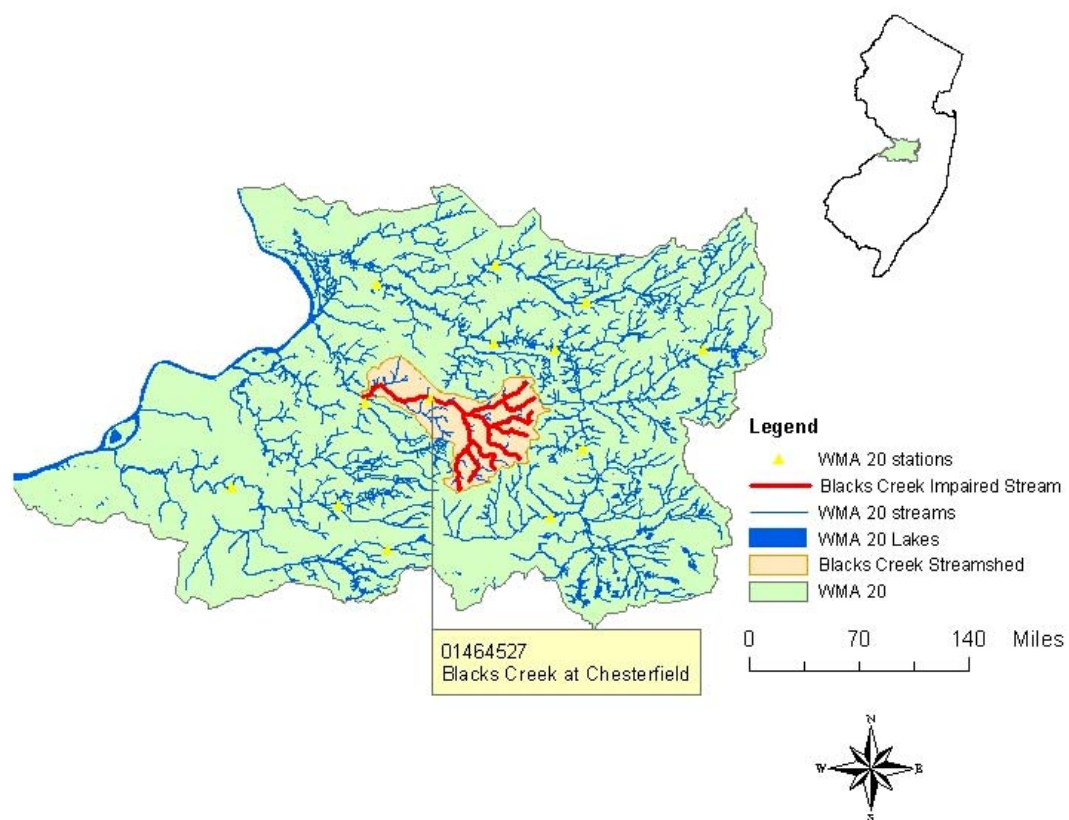 Legend
WMA 20 stations
Blacks Creek Impaired Stream
WMA 20 streams
WMA 20 Lakes
Blacks Creek Streamshed
WMA 20
0 70 140 Miles
01464527
Blacks Creek at Chesterfield
N
W E
S